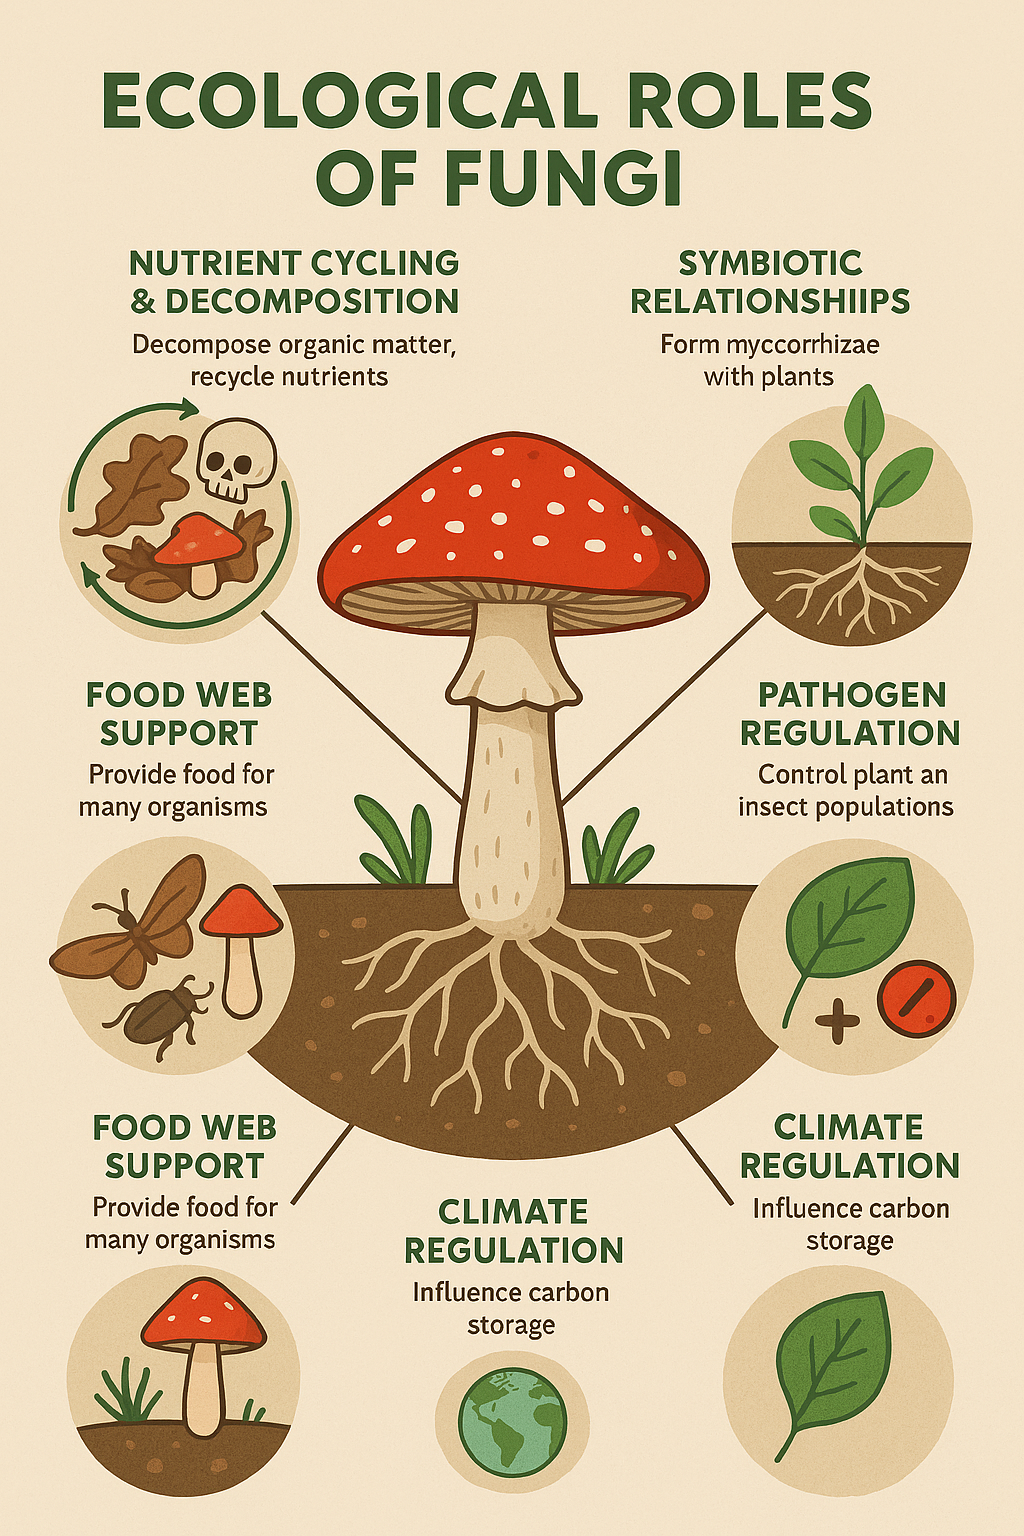 ECOLOGICAL ROLES
OF FUNGI
NUTRIENT CYCLING
& DECOMPOSITION
Decompose organic matter,
recycle nutrients
SYMBIOTIC
RELATIONSHIIPS
Form myccorrhizae
with plants
FOOD WEB
SUPPORT
Provide food for
many organisms
PATHOGEN
REGULATION
Control plant an
insect populations
FOOD WEB
SUPPORT
Provide food for
many organisms
CLIMATE
REGULATION
Influence carbon
storage
CLIMATE
REGULATION
Influence carbon
storage